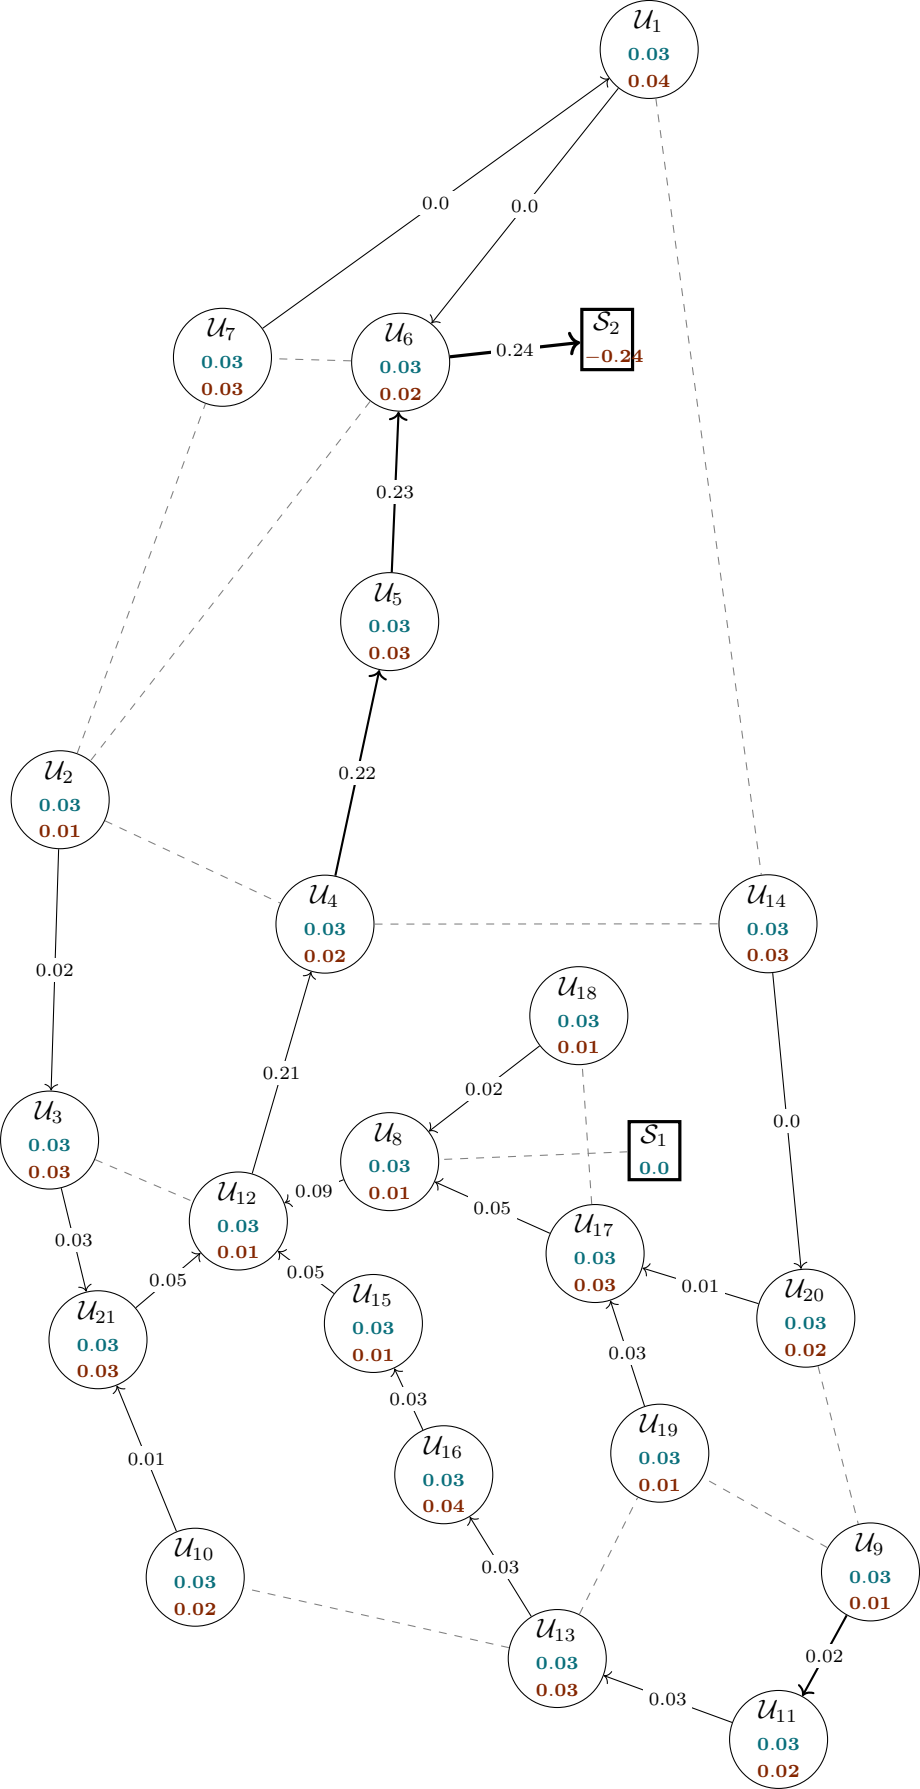 𝒰₁
0.03
0.04
0.0
0.0
𝒰₇
0.03
0.03
𝒰₆
0.03
0.02
0.24
𝒮₂
−0.24
0.23
𝒰₅
0.03
0.03
0.22
𝒰₂
0.03
0.01
𝒰₄
0.03
0.02
𝒰₁₄
0.03
0.03
0.02
𝒰₁₈
0.03
0.01
0.21
0.02
0.0
𝒰₃
0.03
0.03
𝒰₈
0.03
0.01
𝒮₁
0.0
𝒰₁₂
0.03
0.01
0.09
0.05
𝒰₁₇
0.03
0.03
0.03
0.05
0.05
0.01
𝒰₂₁
0.03
0.03
𝒰₁₅
0.03
0.01
𝒰₂₀
0.03
0.02
0.03
0.03
𝒰₁₆
0.03
0.04
𝒰₁₉
0.03
0.01
0.01
𝒰₁₀
0.03
0.02
0.03
𝒰₉
0.03
0.01
𝒰₁₃
0.03
0.03
0.02
0.03
𝒰₁₁
0.03
0.02